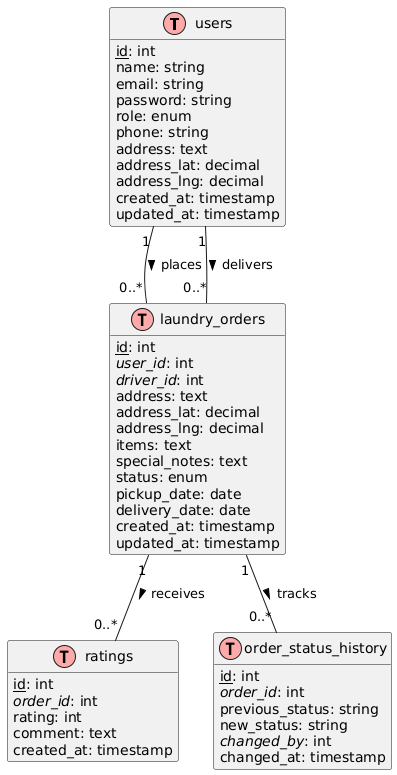 T users
id: int
name: string
email: string
password: string
role: enum
phone: string
address: text
address_lat: decimal
address_lng: decimal
created_at: timestamp
updated_at: timestamp
1 1
places delivers
0..* 0..*
T laundry_orders
id: int
user_id: int
driver_id: int
address: text
address_lat: decimal
address_lng: decimal
items: text
special_notes: text
status: enum
pickup_date: date
delivery_date: date
created_at: timestamp
updated_at: timestamp
1 1
receives tracks
0..* 0..*
T ratings
id: int
order_id: int
rating: int
comment: text
created_at: timestamp
T order_status_history
id: int
order_id: int
previous_status: string
new_status: string
changed_by: int
changed_at: timestamp